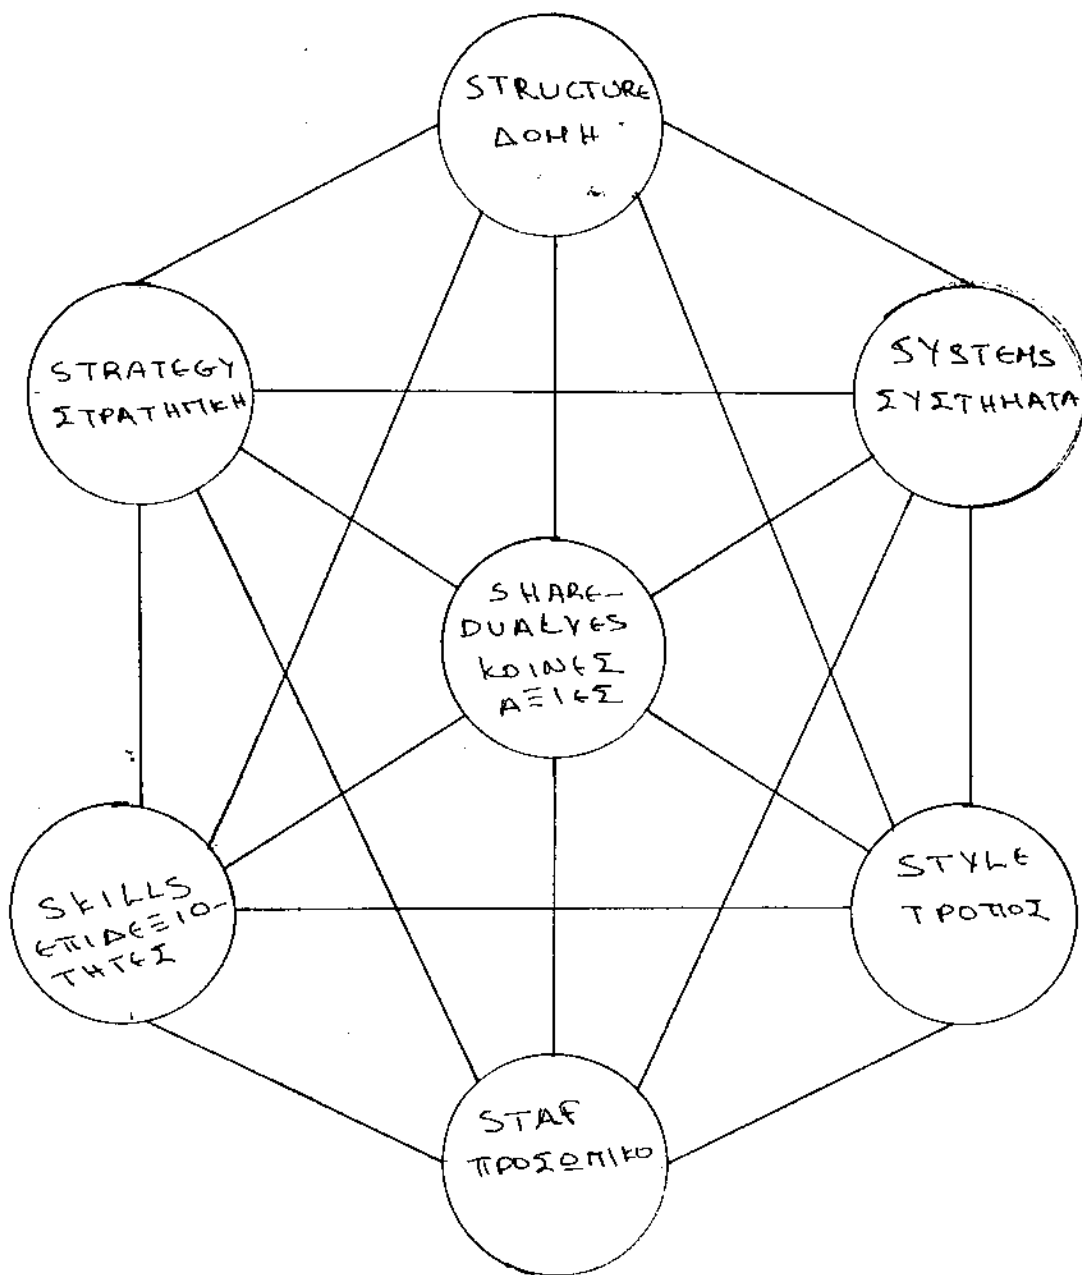 STRUCTURE
ΔΟΜΗ
STRATEGY
ΣΤΡΑΤΗΓΙΚΗ
SYSTEMS
ΣΥΣΤΗΜΑΤΑ
SHARE-
DVALVES
ΚΟΙΝΕΣ
ΑΞΙΕΣ
SKILLS
ΕΠΙΔΕΞΙΟ-
ΤΗΤΕΣ
STYLE
ΤΡΟΠΟΣ
STAF
ΠΡΟΣΩΠΙΚΟ